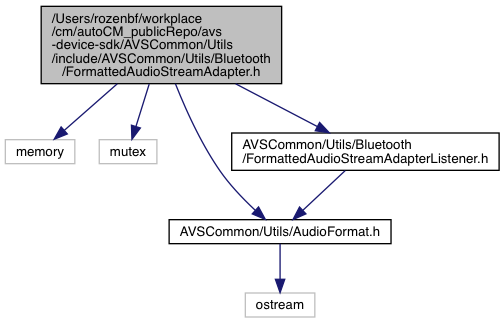 /Users/rozenbf/workplace
/cm/autoCM_publicRepo/avs
-device-sdk/AVSCommon/Utils
/include/AVSCommon/Utils/Bluetooth
/FormattedAudioStreamAdapter.h
memory
mutex
AVSCommon/Utils/Bluetooth
/FormattedAudioStreamAdapterListener.h
AVSCommon/Utils/AudioFormat.h
ostream